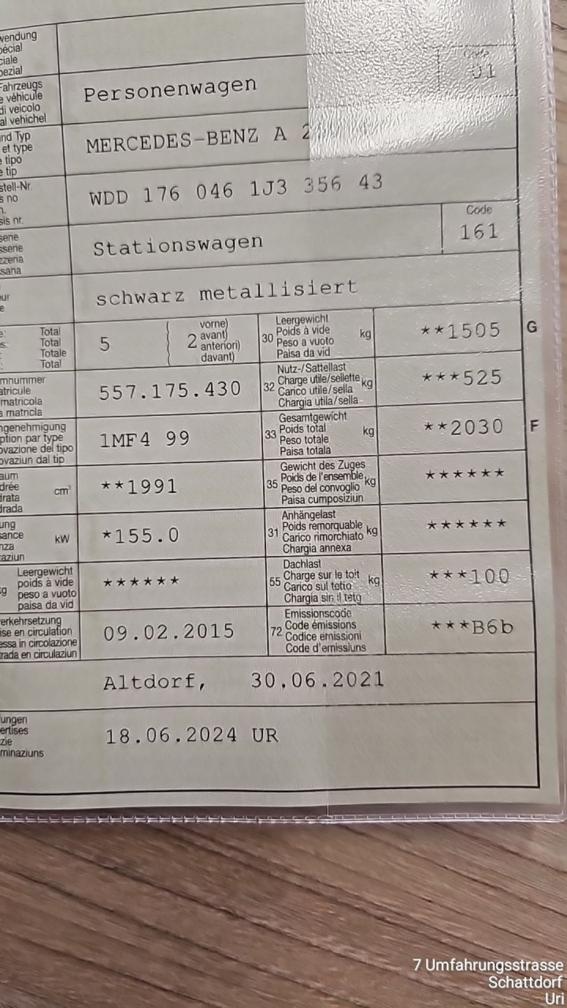 wendung
pécial
ciale
pezial
Fahrzeugs
e véhicule
di veicolo
al vehichel
Personenwagen
01
nd Typ
et type
tipo
e tip
MERCEDES-BENZ A 2
stell-Nr.
s no
n.
sis nr.
WDD 176 046 1J3 356 43
serie
ssene
zzeria
ssaria
Stationswagen
Code
161
ur
e
schwarz metallisiert
e: Total
s: Total
: Totale
: Total
5
2 vorne)
avant)
anteriori)
davant)
30 Leergewicht
Poids à vide
Peso a vuoto
Paisa da vid
kg
**1505
G
mnummer
atricule
matricola
a matricla
557.175.430
32 Nutz-/Sattellast
Charge utile/sellette
Carico utile/sella
Chargia utila/sella
kg
***525
ngenehmigung
ption par type
ovazione del tipo
ovaziun dal tip
1MF4 99
33 Gesamtgewicht
Poids total
Peso totale
Paisa totala
kg
**2030
F
aum
drée
drata
drada
cm³
**1991
35 Gewicht des Zuges
Poids de l'ensemble
Peso del convoglio
Paisa cumposiziun
kg
******
ung
sance
nza
aziun
kW
*155.0
31 Anhängelast
Poids remorquable
Carico rimorchiato
Chargia annexa
kg
******
g
Leergewicht
poids à vide
peso a vuoto
paisa da vid
******
55 Dachlast
Charge sur le toit
Carico sul tetto
Chargia sin il tetg
kg
***100
erkehrsetzung
ise en circulation
essa in circolazione
rada en circulaziun
09.02.2015
72 Emissionscode
Code émissions
Codice emissioni
Code d'emissiuns
***B6b
Altdorf, 30.06.2021
ungen
ertises
zie
minaziuns
18.06.2024 UR
7 Umfahrungsstrasse
Schattdorf
Uri